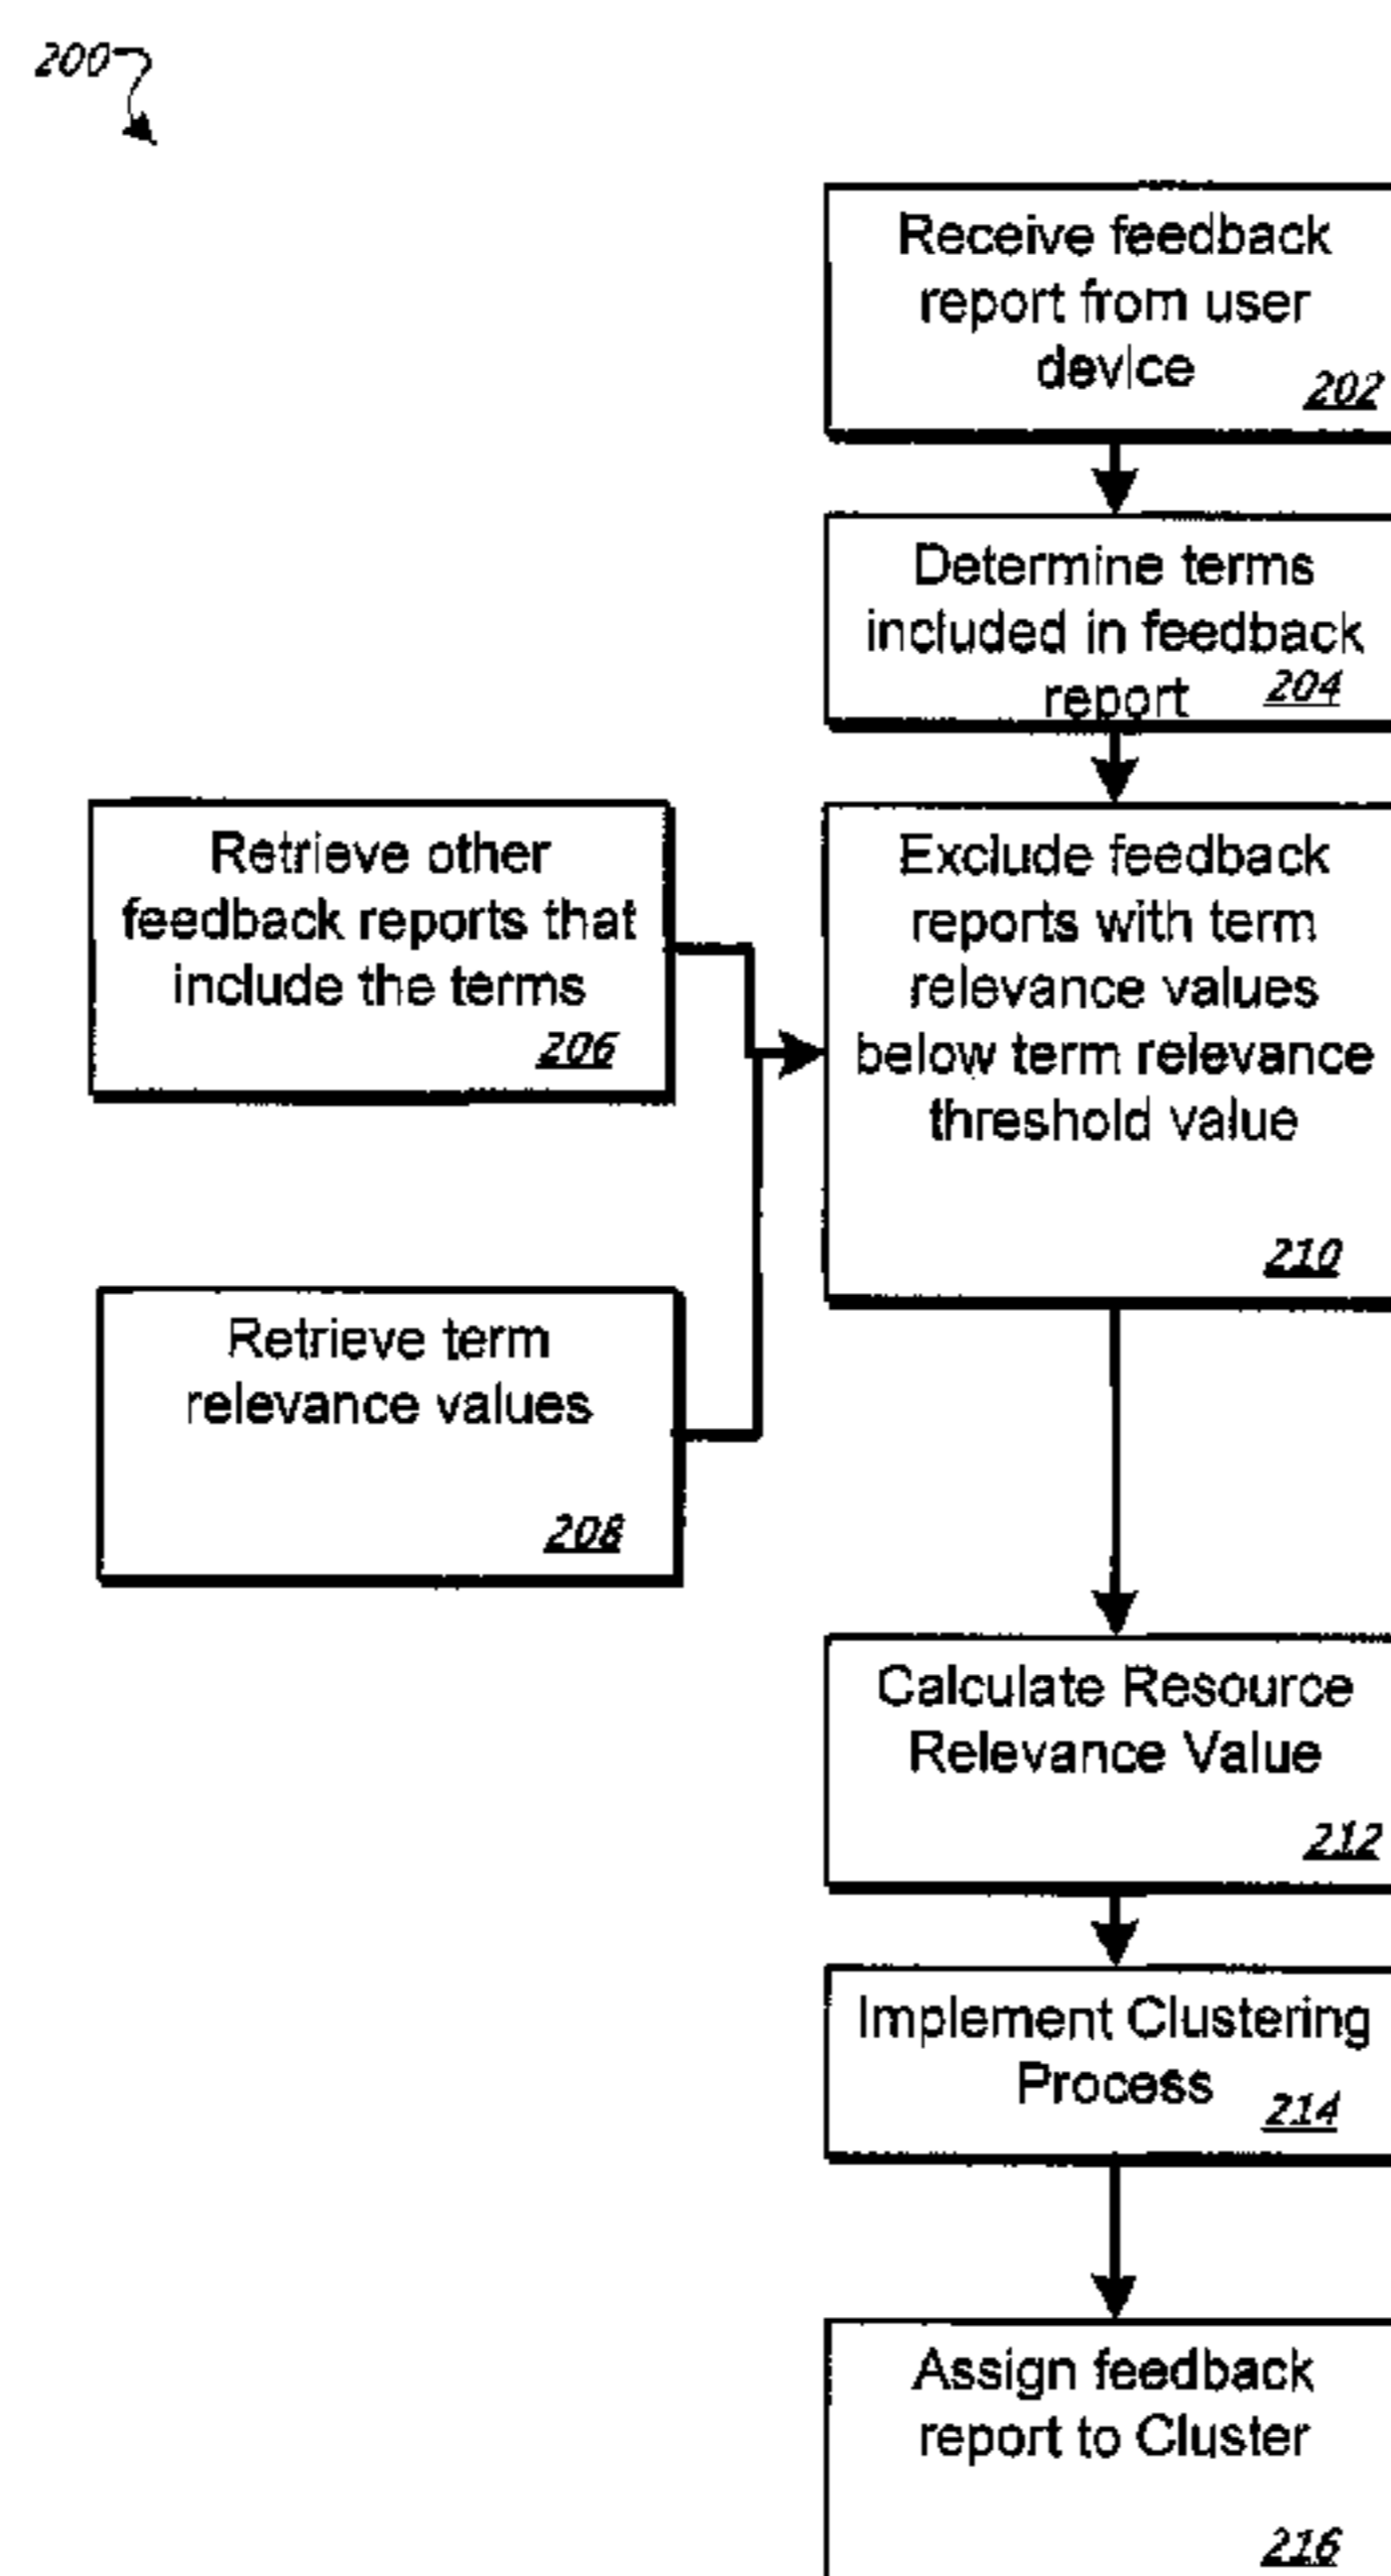 200
Receive feedback
report from user
device
202
Determine terms
included in feedback
report
204
Retrieve other
feedback reports that
include the terms
206
Exclude feedback
reports with term
relevance values
below term relevance
threshold value
210
Retrieve term
relevance values
208
Calculate Resource
Relevance Value
212
Implement Clustering
Process
214
Assign feedback
report to Cluster
216